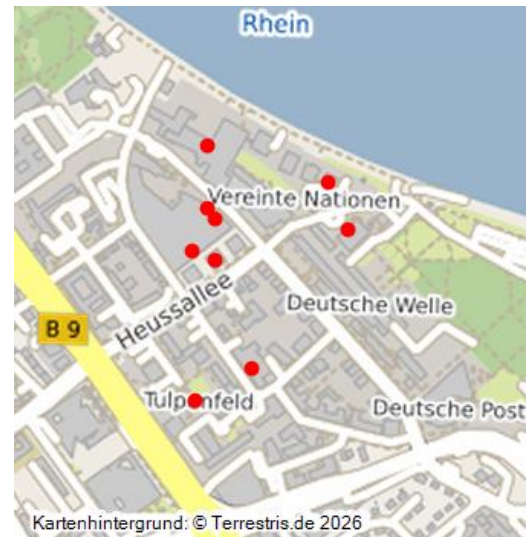 Rhein
Vereinte Nationen
Heussallee
Deutsche Welle
B 9
Tulpenfeld
Deutsche Post
Kartenhintergrund: © Terrestris.de 2026